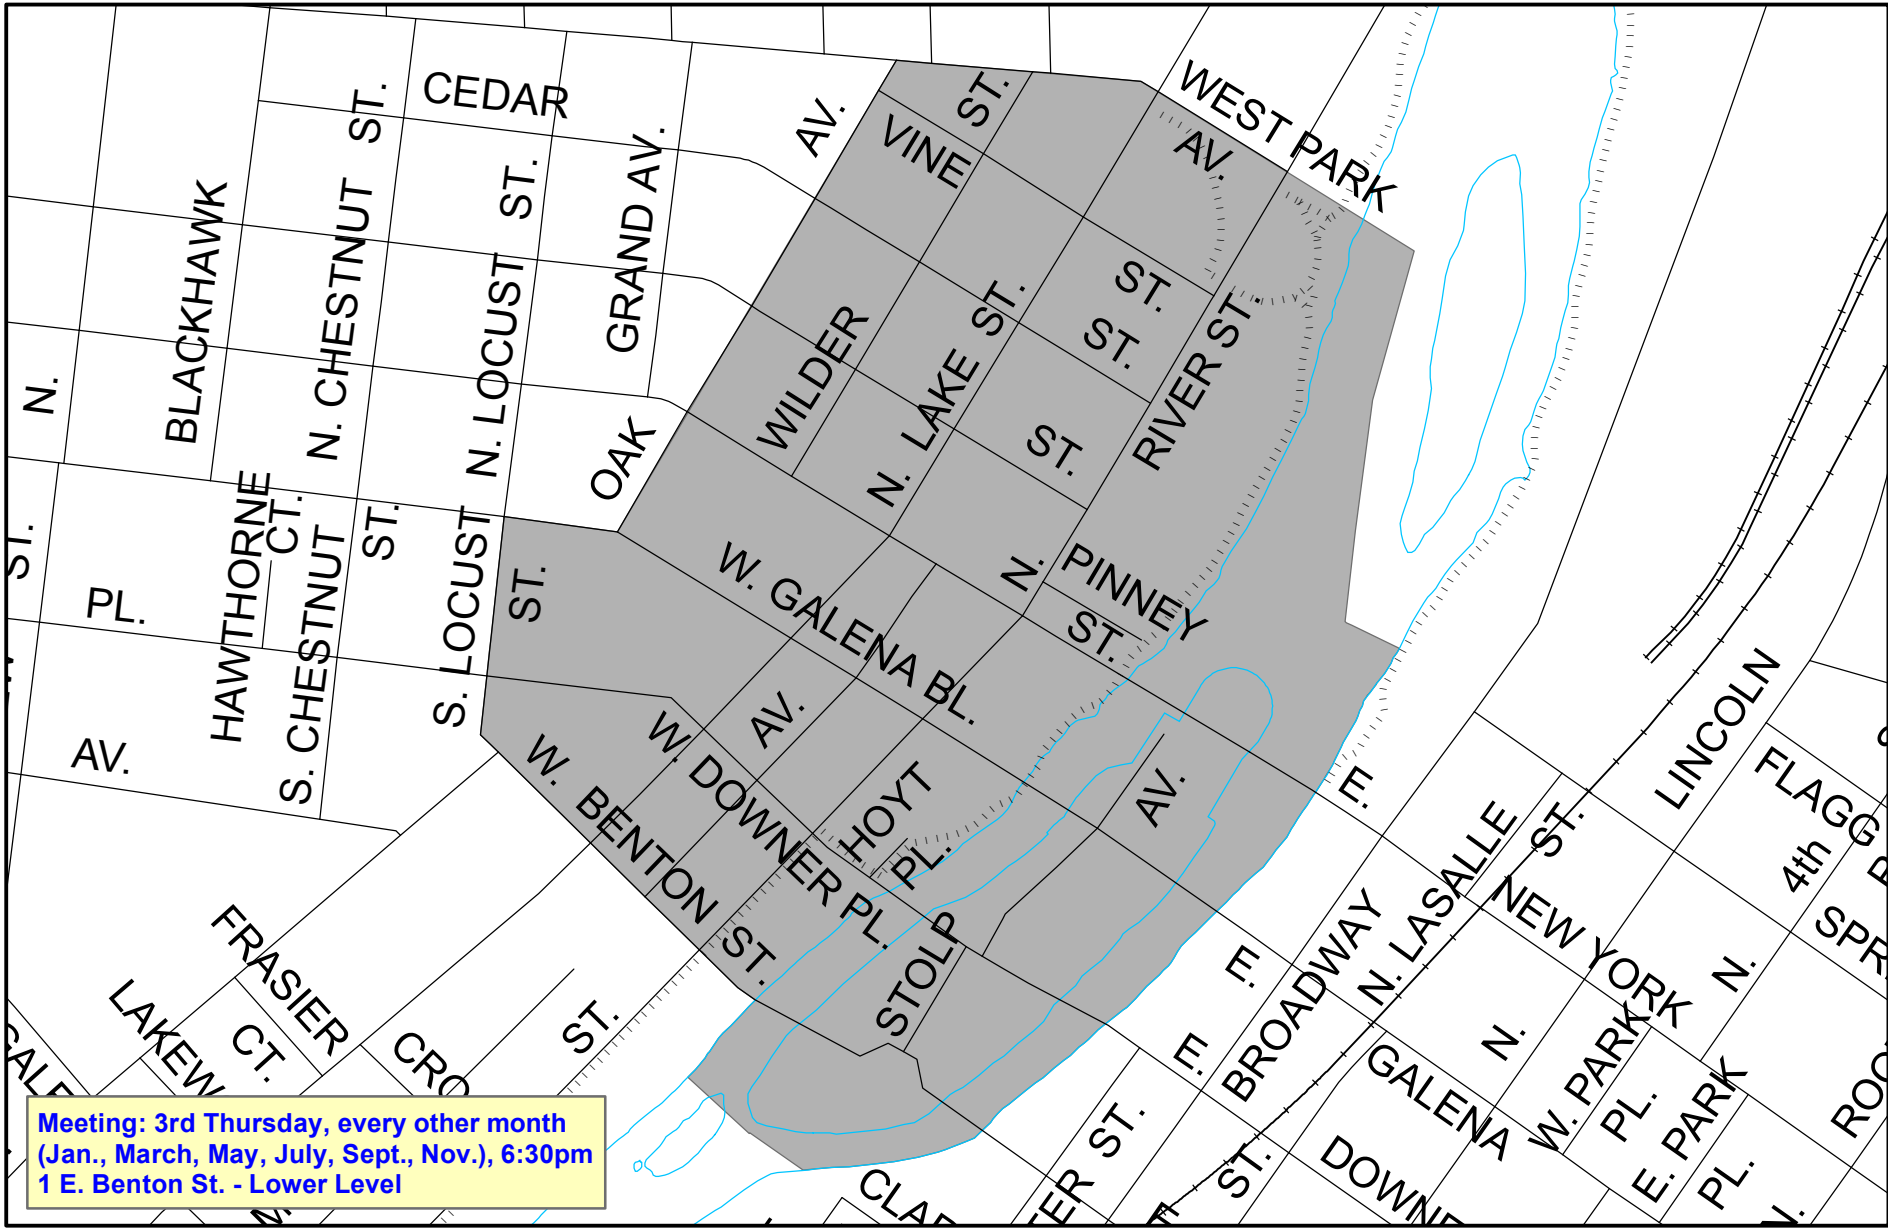 CEDAR
ST.
AV.
ST.
WEST PARK
AV.
VINE
ST.
GRAND AV.
BLACKHAWK
N. CHESTNUT
N. LOCUST
ST.
ST.
WILDER
N. LAKE
ST.
RIVER ST.
ST.
N.
OAK
HAWTHORNE
CT.
ST.
S. CHESTNUT
S. LOCUST
ST.
ST.
PL.
W. GALENA BL.
N.
PINNEY
ST.
AV.
AV.
W. DOWNER PL.
W. BENTON ST.
HOYT
PL.
AV.
STOLP
E.
LINCOLN
FLAGG
4th
ST.
N. LASALLE
NEW YORK
N.
E.
BROADWAY
E.
N.
GALENA
W. PARK
PL.
E. PARK
PL.
N.
FRASIER
CT.
ST.
ST.
ST.
Meeting: 3rd Thursday, every other month
(Jan., March, May, July, Sept., Nov.), 6:30pm
1 E. Benton St. - Lower Level